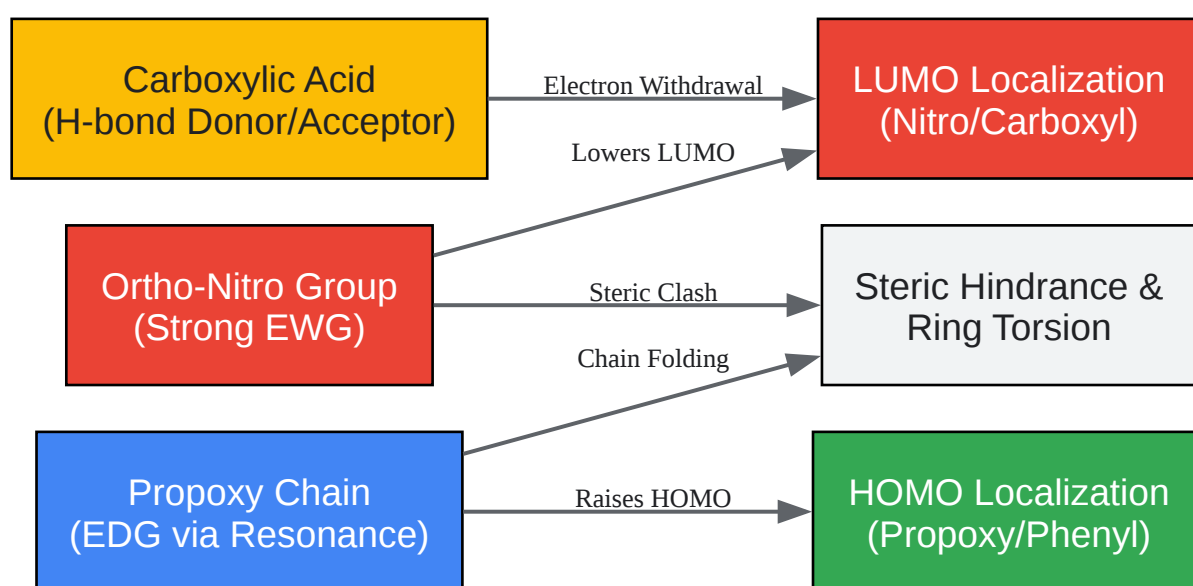 Carboxylic Acid
(H-bond Donor/Acceptor)
Electron Withdrawal
LUMO Localization
(Nitro/Carboxyl)
Lowers LUMO
Ortho-Nitro Group
(Strong EWG)
Steric Clash
Steric Hindrance &
Ring Torsion
Chain Folding
Propoxy Chain
(EDG via Resonance)
Raises HOMO
HOMO Localization
(Propoxy/Phenyl)